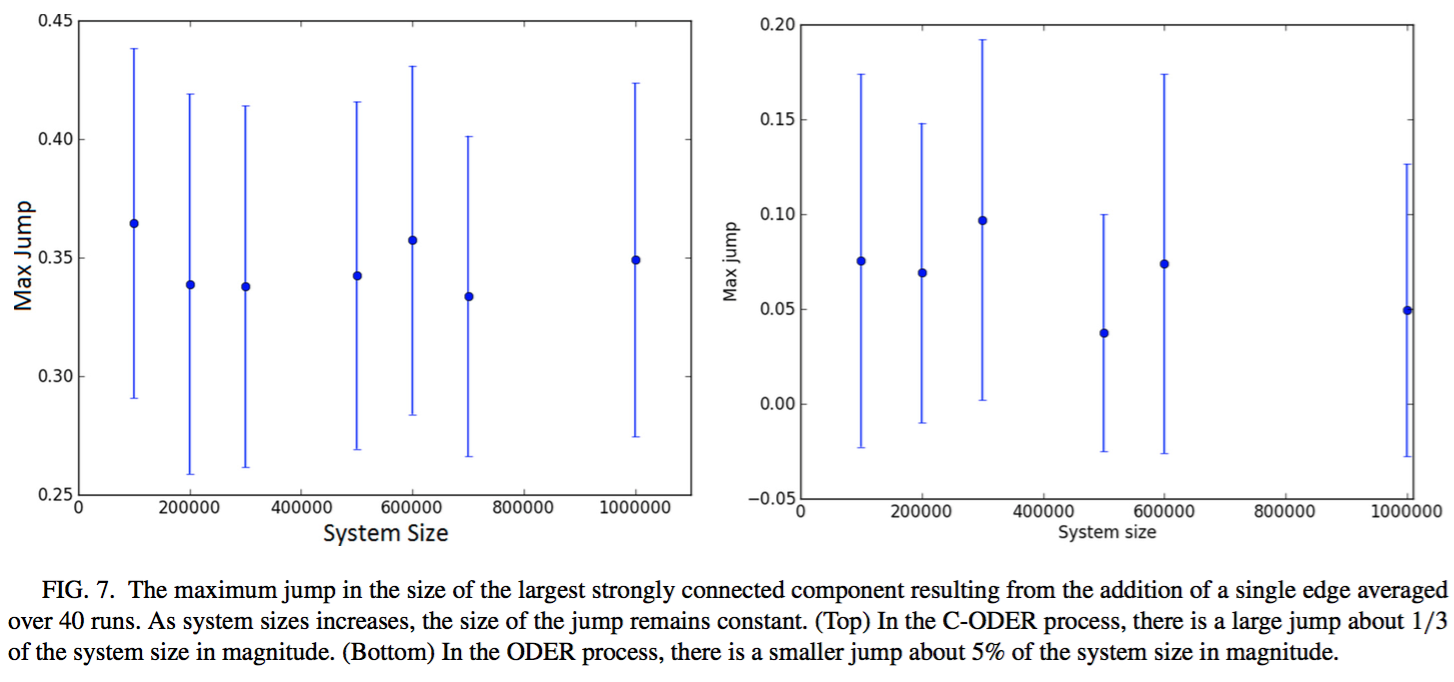 0.45
0.40
0.35
0.30
0.25
Max Jump
0 200000 400000 600000 800000 1000000
System Size
0.20
0.15
0.10
0.05
0.00
−0.05
Max jump
0 200000 400000 600000 800000 1000000
System size
FIG. 7. The maximum jump in the size of the largest strongly connected component resulting from the addition of a single edge averaged
over 40 runs. As system sizes increases, the size of the jump remains constant. (Top) In the C-ODER process, there is a large jump about 1/3
of the system size in magnitude. (Bottom) In the ODER process, there is a smaller jump about 5% of the system size in magnitude.